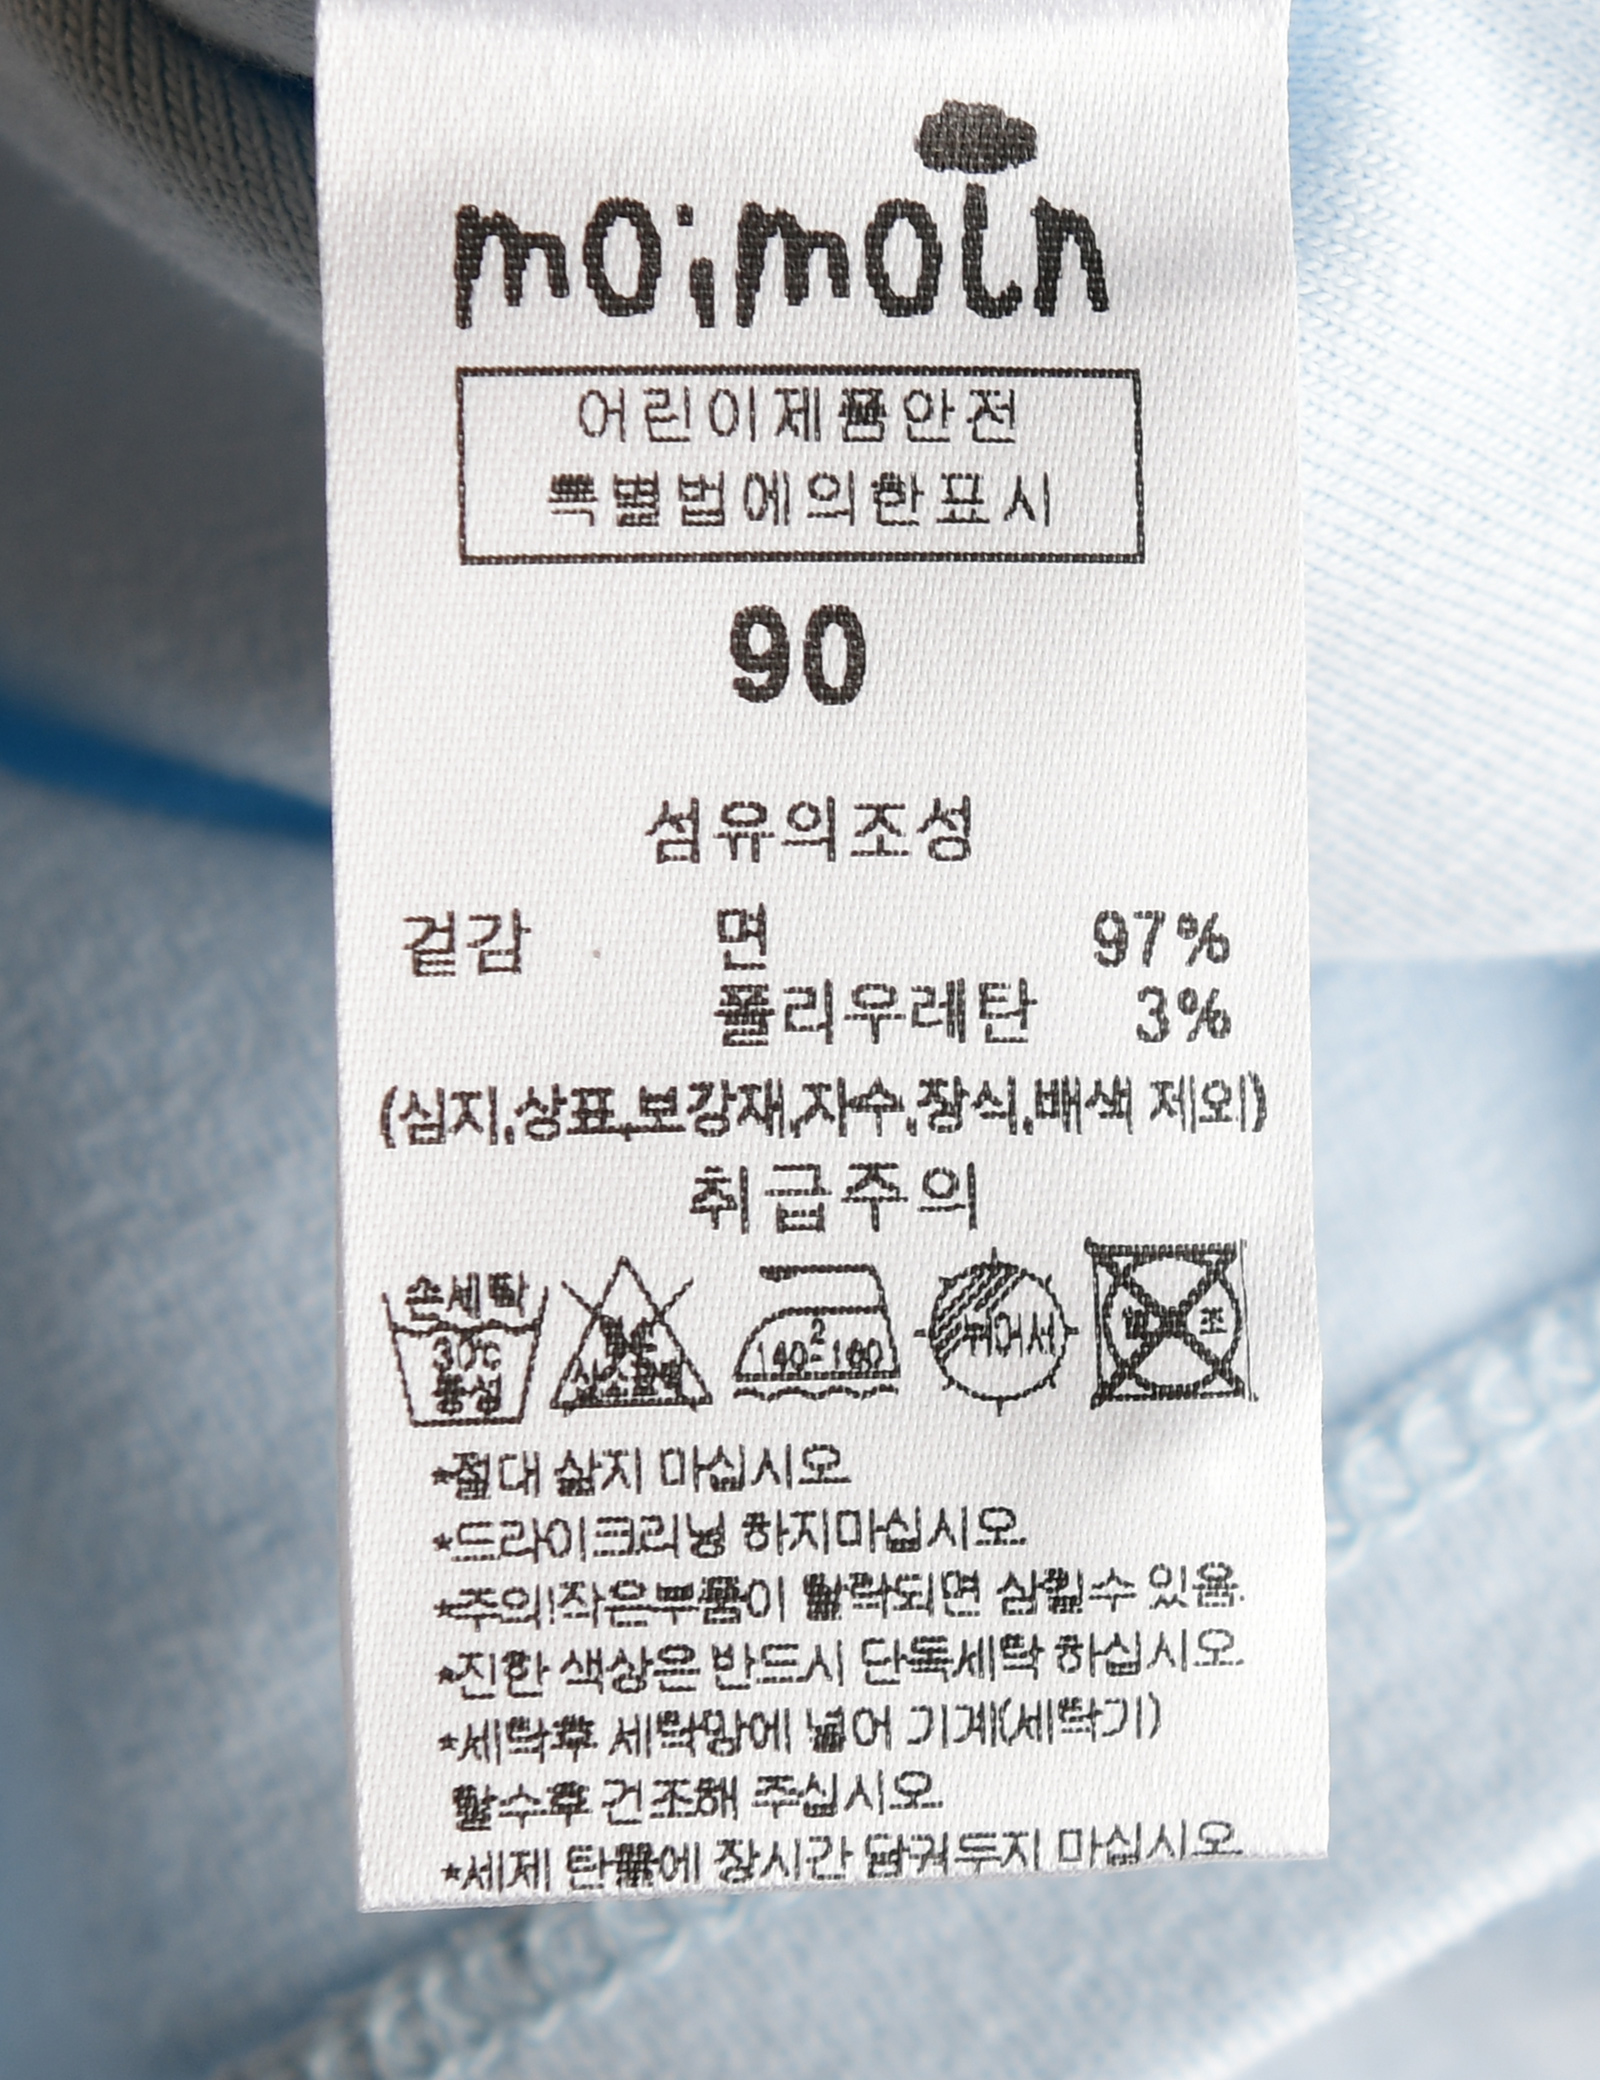 moimoln
어린이제품안전
특별법에의한표시
90
섬유의조성
겉감 면 97%
폴리우레탄 3%
(심지,상표,보강재,자수,장식,배색 제외)
취급주의
손세탁
30℃
중성
2
140-160
뉘어서
조
*절대 삶지 마십시오
*드라이크리닝 하지마십시오
*주의!작은부품이 탈락되면 삼킬수 있음
*진한 색상은 반드시 단독세탁 하십시오
*세탁후 세탁망에 넣어 기계(세탁기)
탈수후 건조해 주십시오
*세제 탄물에 장시간 담궈두지 마십시오